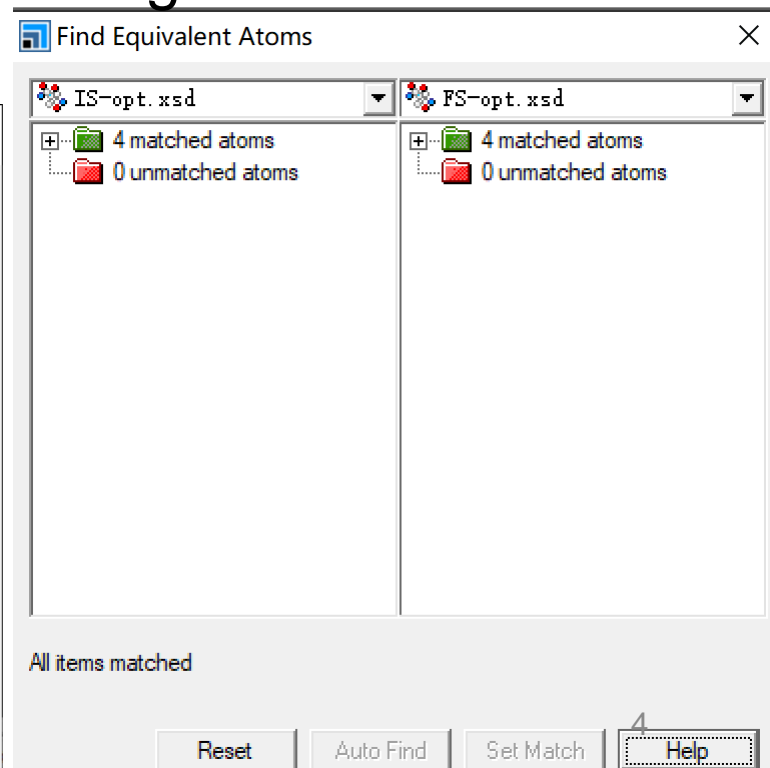 Find Equivalent Atoms
IS-opt.xsd
FS-opt.xsd
4 matched atoms
4 matched atoms
0 unmatched atoms
0 unmatched atoms
All items matched
4
Reset
Auto Find
Set Match
Help